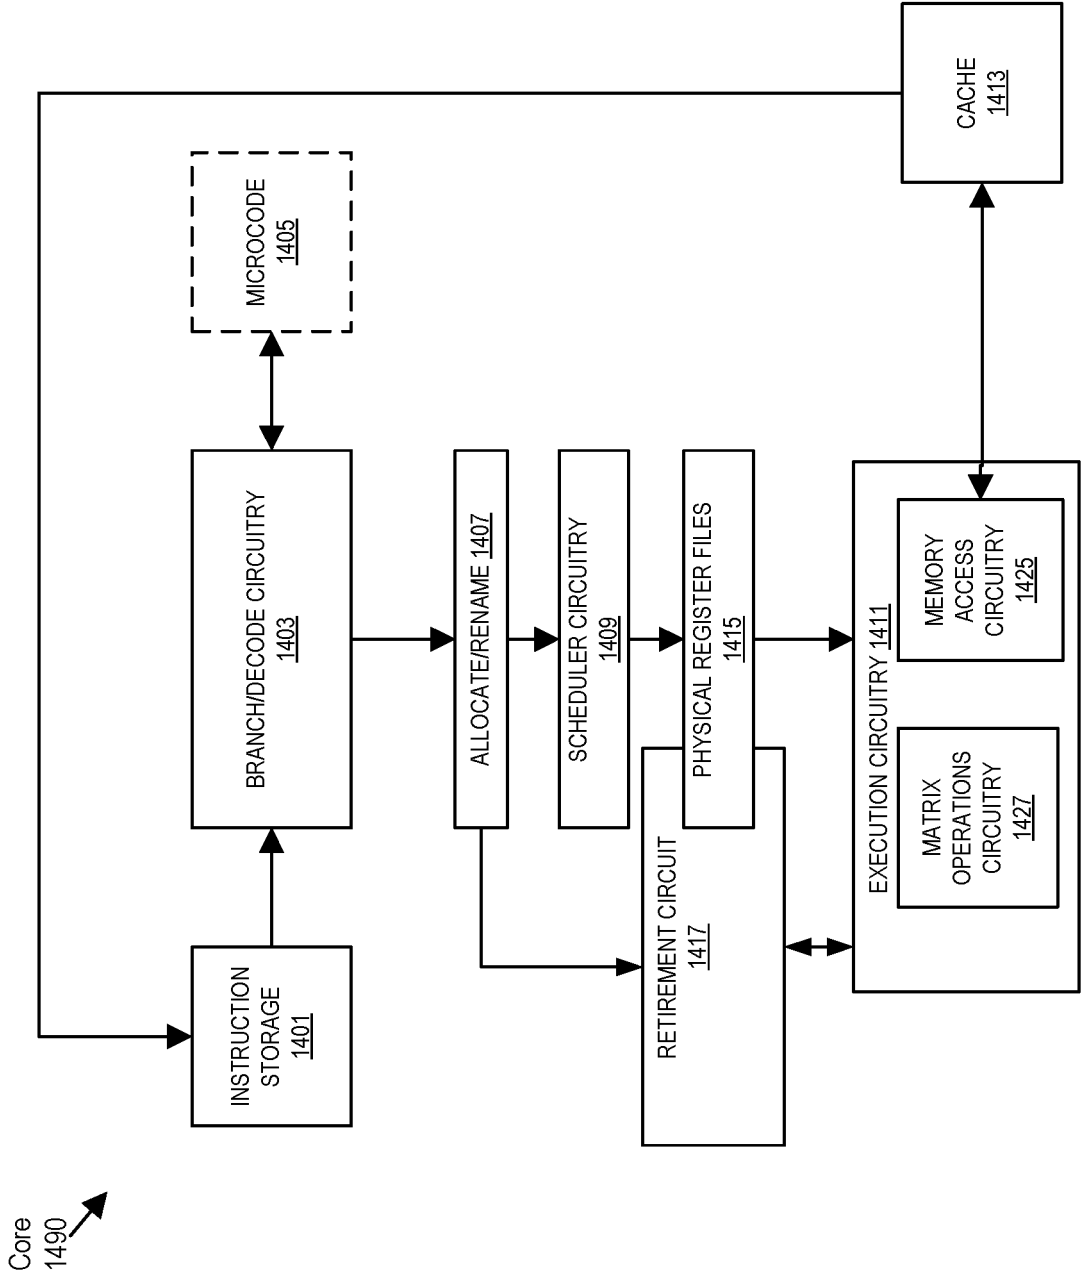 Core
1490
INSTRUCTION
STORAGE
1401
BRANCH/DECODE CIRCUITRY
1403
MICROCODE
1405
ALLOCATE/RENAME 1407
SCHEDULER CIRCUITRY
1409
PHYSICAL REGISTER FILES
1415
RETIREMENT CIRCUIT
1417
EXECUTION CIRCUITRY 1411
MATRIX
OPERATIONS
CIRCUITRY
1427
MEMORY
ACCESS
CIRCUITRY
1425
CACHE
1413